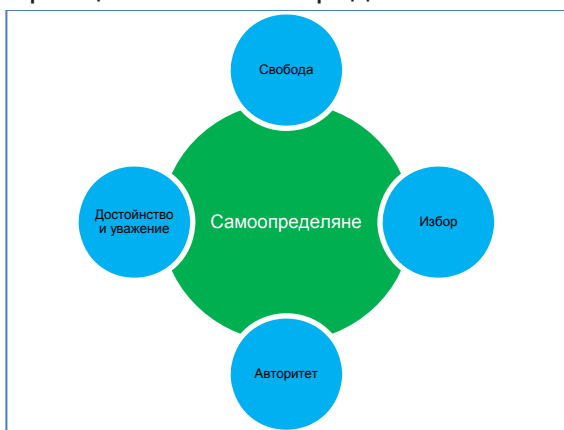 Свобода
Достойнство
и уважение
Самоопределяне
Избор
Авторитет